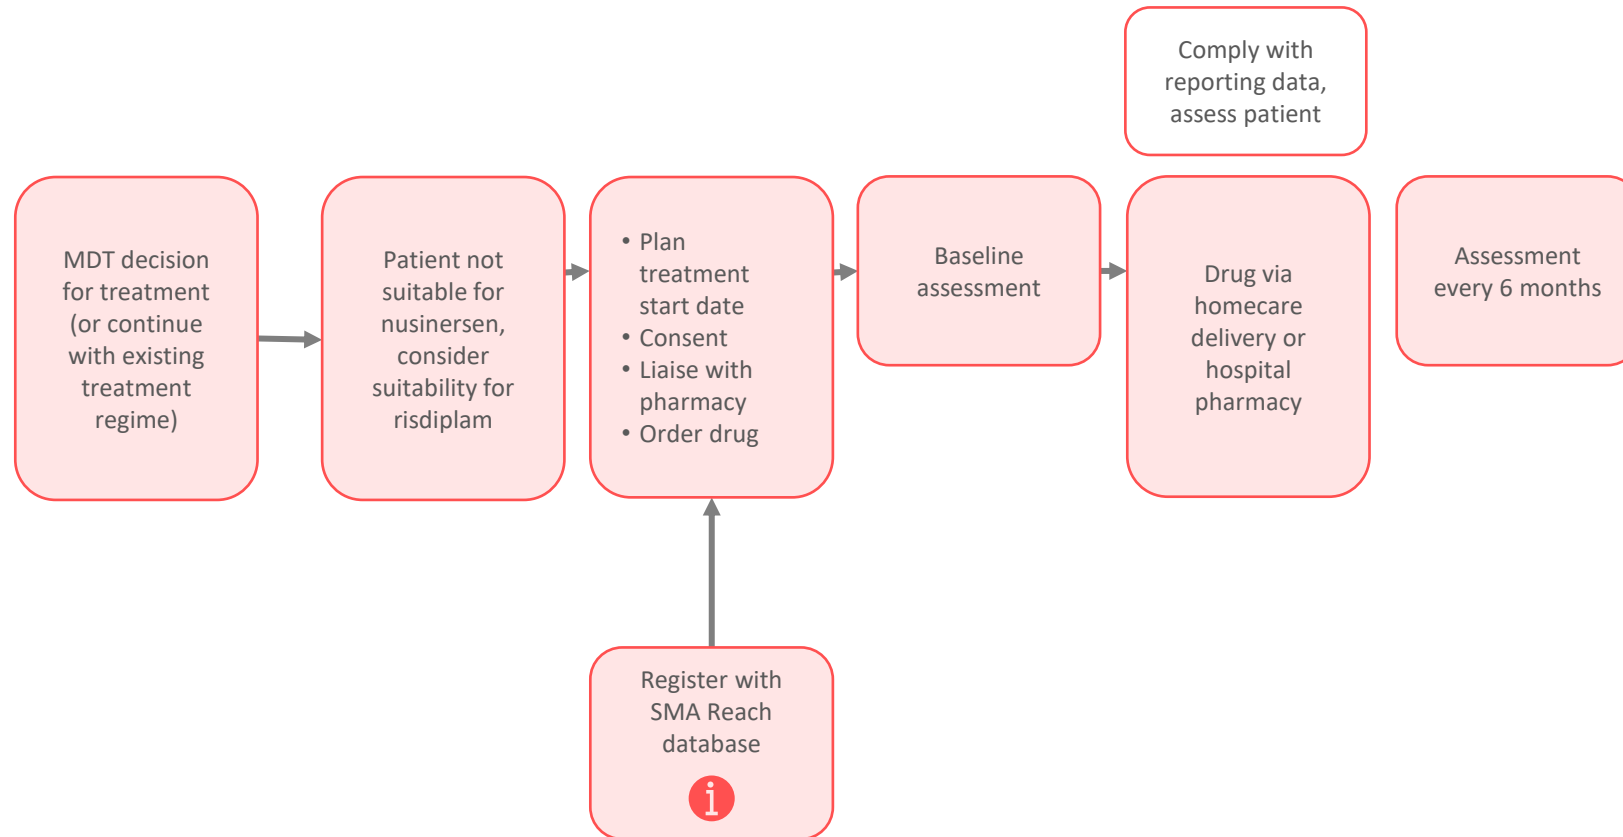 Comply with
reporting data,
assess patient
MDT decision
for treatment
(or continue
with existing
treatment
regime)
Patient not
suitable for
nusinersen,
consider
suitability for
risdiplam
• Plan
treatment
start date
• Consent
• Liaise with
pharmacy
• Order drug
Baseline
assessment
Drug via
homecare
delivery or
hospital
pharmacy
Assessment
every 6 months
Register with
SMA Reach
database
i